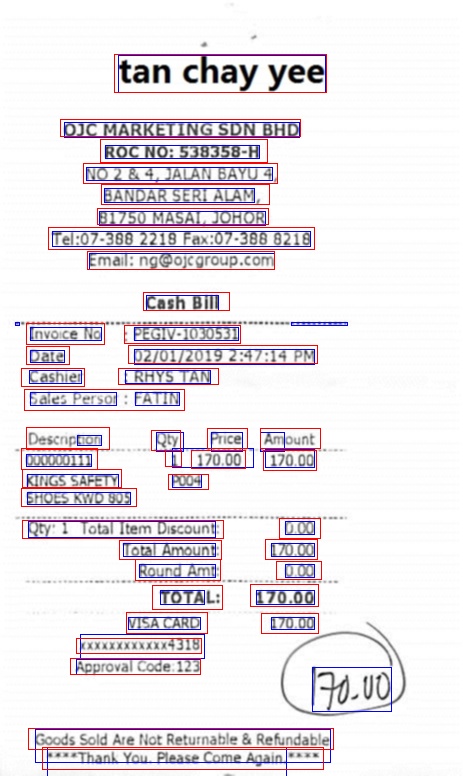 tan chay yee
OJC MARKETING SDN BHD
ROC NO: 538358-H
NO 2 & 4, JALAN BAYU 4,
BANDAR SERI ALAM,
81750 MASAI, JOHOR
Tel:07-388 2218 Fax:07-388 8218
Email: ng@ojcgroup.com
Cash Bill
Invoice No : PEGIV-1030531
Date : 02/01/2019 2:47:14 PM
Cashier : RHYS TAN
Sales Person : FATIN
Description Qty Price Amount
000000111 1 170.00 170.00
KINGS SAFETY P004
SHOES KWD 805
Qty: 1 Total Item Discount: 0.00
Total Amount: 170.00
Round Amt: 0.00
TOTAL: 170.00
VISA CARD 170.00
xxxxxxxxxxxx4318
Approval Code:123
70.00
Goods Sold Are Not Returnable & Refundable
****Thank You. Please Come Again.****